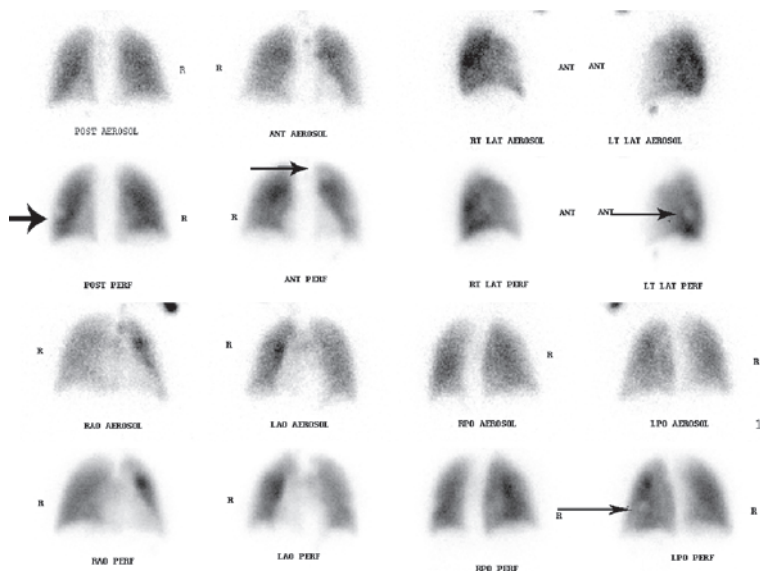 R R ANT ANT
POST AEROSOL ANT AEROSOL RT LAT AEROSOL LT LAT AEROSOL
R R ANT ANT
POST PERF ANT PERF RT LAT PERF LT LAT PERF
R R R R
RAO AEROSOL LAO AEROSOL RPO AEROSOL LPO AEROSOL 1
R R R R
RAO PERF LAO PERF RPO PERF LPO PERF